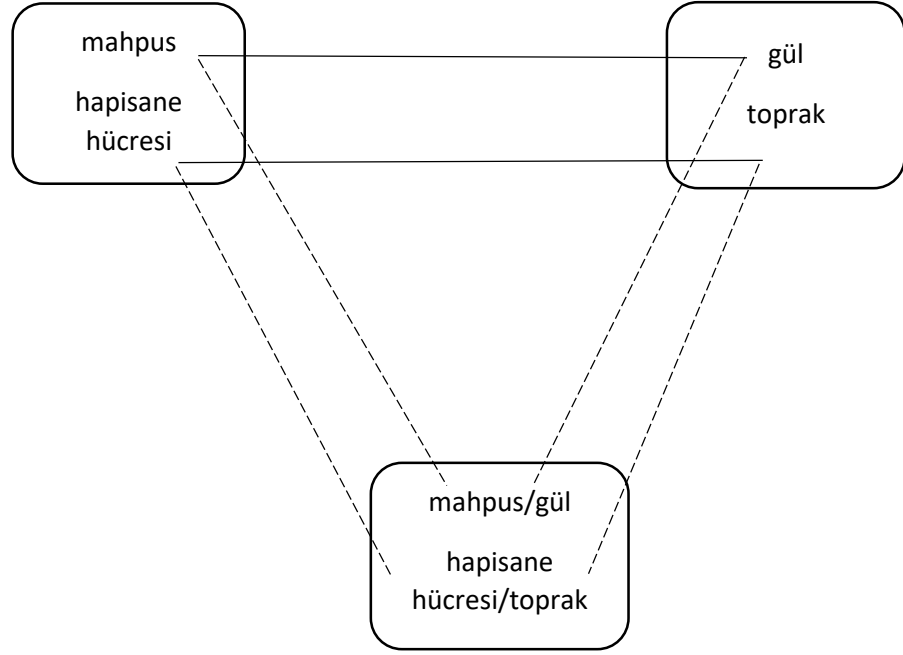 mahpus
hapisane
hücresi
gül
toprak
mahpus/gül
hapisane
hücresi/toprak